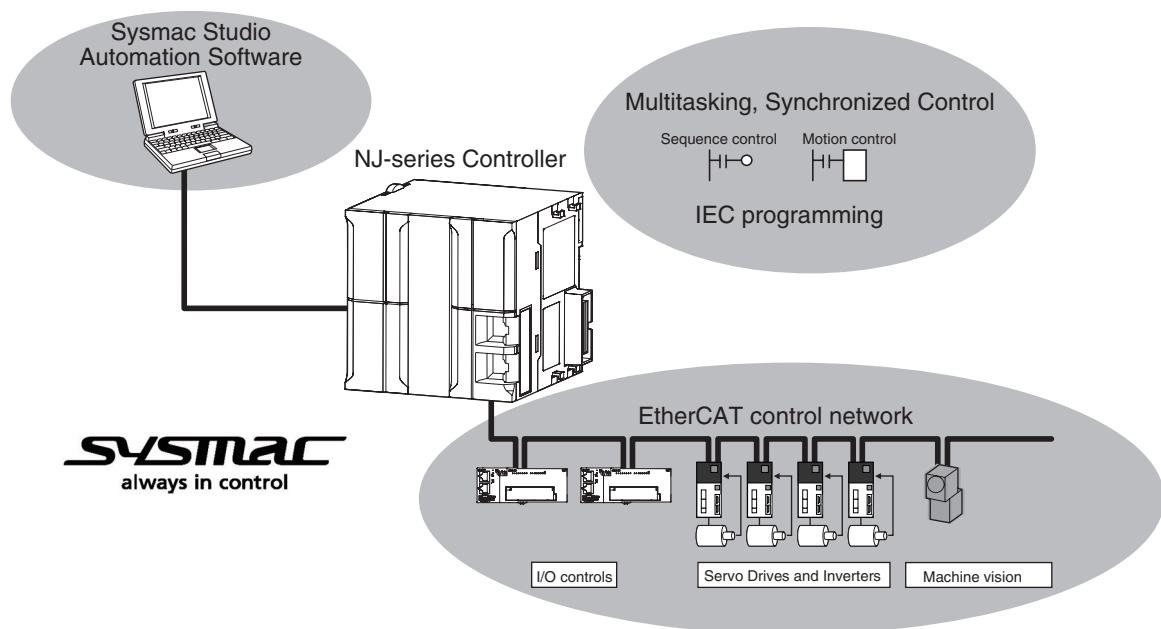 Sysmac Studio
Automation Software
Multitasking, Synchronized Control
Sequence control
Motion control
IEC programming
NJ-series Controller
EtherCAT control network
sysmac
always in control
I/O controls
Servo Drives and Inverters
Machine vision